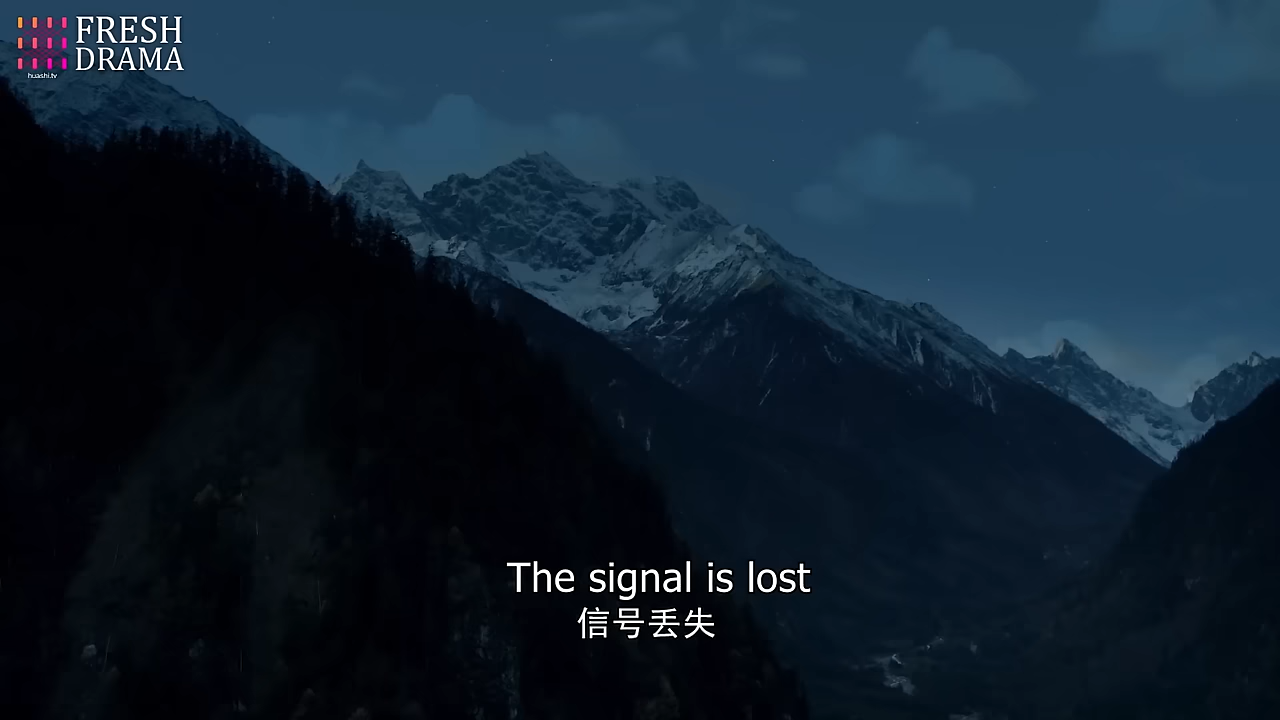 FRESH
DRAMA
huashi.tv
The signal is lost
信号丢失